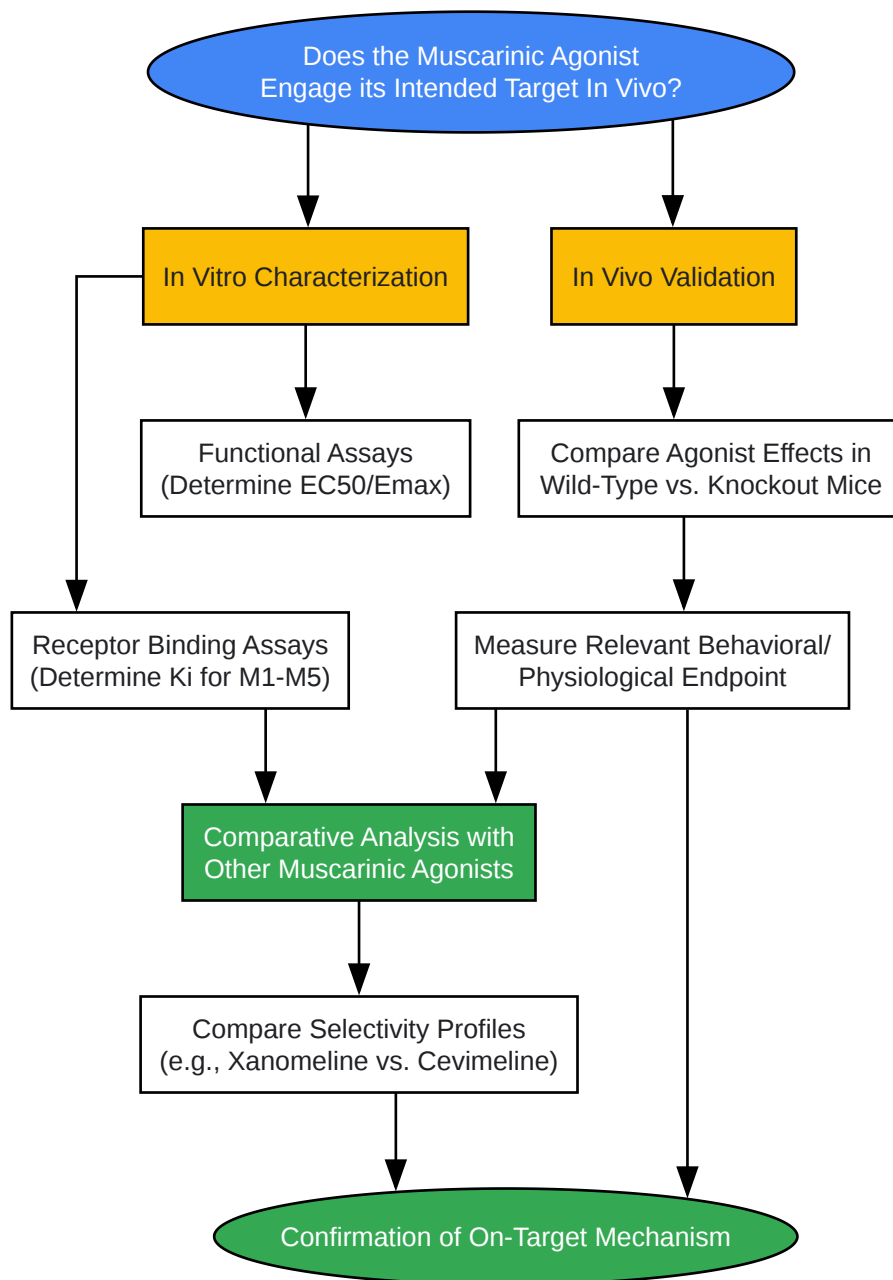 Does the Muscarinic Agonist
Engage its Intended Target In Vivo?
In Vitro Characterization
In Vivo Validation
Functional Assays
(Determine EC50/Emax)
Compare Agonist Effects in
Wild-Type vs. Knockout Mice
Receptor Binding Assays
(Determine Ki for M1-M5)
Measure Relevant Behavioral/
Physiological Endpoint
Comparative Analysis with
Other Muscarinic Agonists
Compare Selectivity Profiles
(e.g., Xanomeline vs. Cevimeline)
Confirmation of On-Target Mechanism